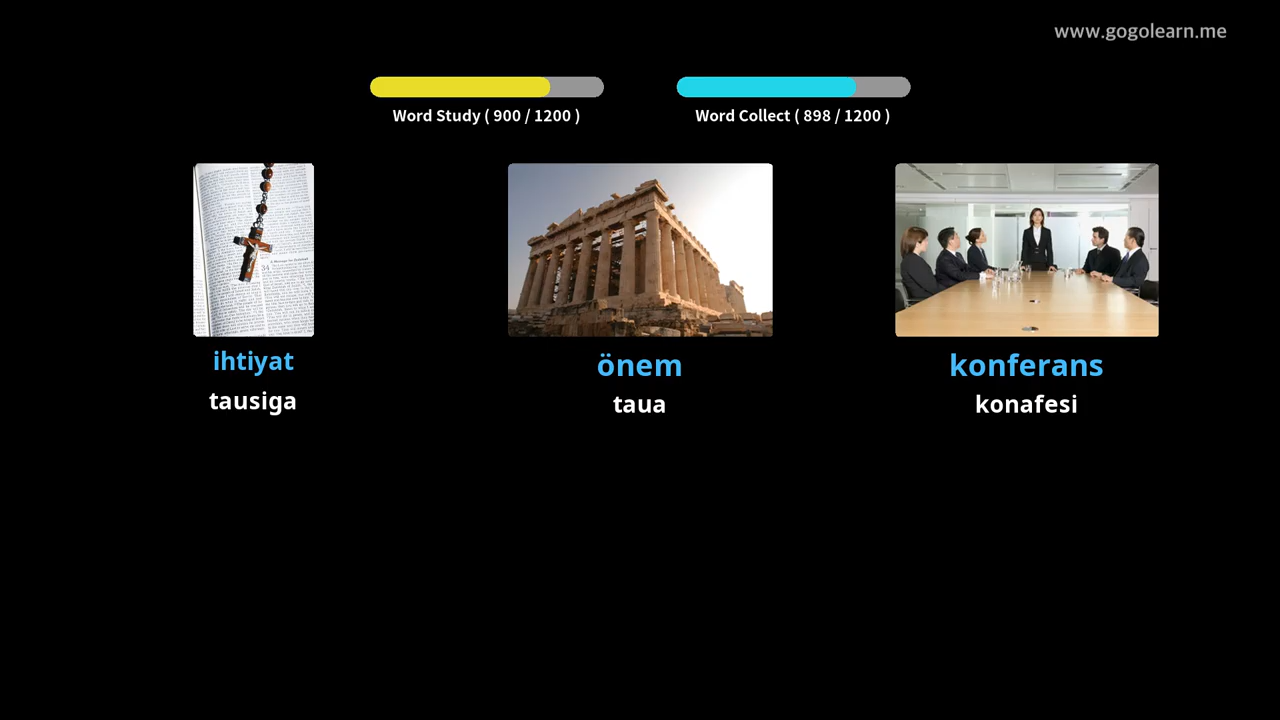 www.gogolearn.me
Word Study ( 900 / 1200 )
Word Collect ( 898 / 1200 )
ihtiyat
tausiga
önem
taua
konferans
konafesi